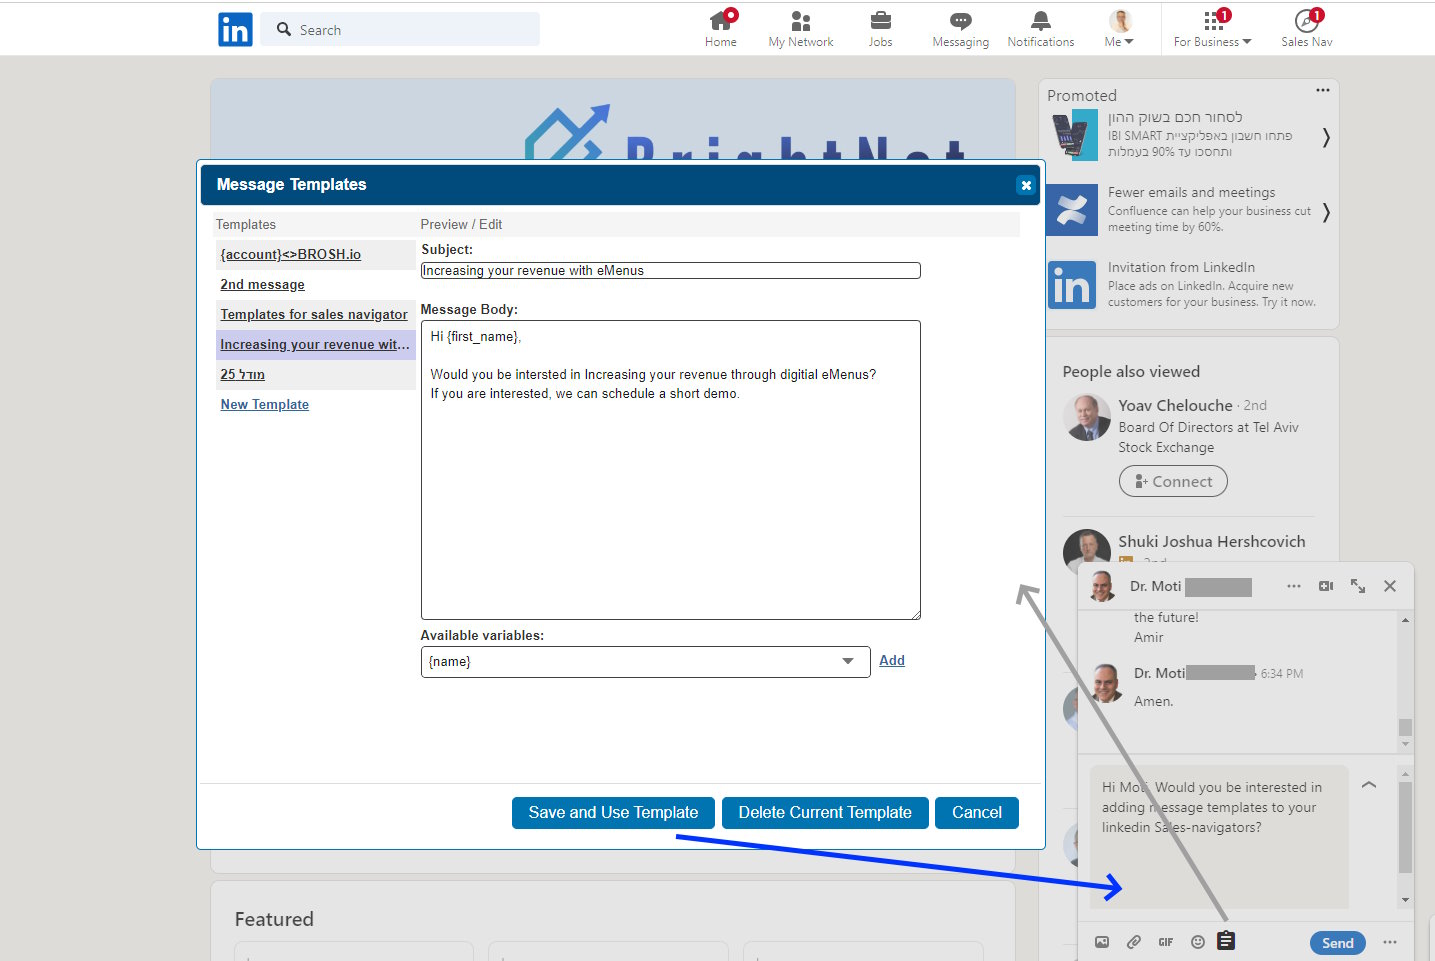 in
Search
Home
My Network
Jobs
Messaging
Notifications
Me
1
For Business
1
Sales Nav
BrightNet
Message Templates
Templates
Preview / Edit
{account}<>BROSH.io
2nd message
Templates for sales navigator
Increasing your revenue wit...
מודל 25
New Template
Subject:
Increasing your revenue with eMenus
Message Body:
Hi {first_name},
Would you be intersted in Increasing your revenue through digitial eMenus?
If you are interested, we can schedule a short demo.
Available variables:
{name}
Add
Save and Use Template
Delete Current Template
Cancel
Featured
Promoted
לסחור חכם בשוק ההון
פתחו חשבון באפליקציית IBI SMART
ותחסכו עד 90% בעמלות
Fewer emails and meetings
Confluence can help your business cut
meeting time by 60%.
in
Invitation from LinkedIn
Place ads on LinkedIn. Acquire new
customers for your business. Try it now.
People also viewed
Yoav Chelouche · 2nd
Board Of Directors at Tel Aviv
Stock Exchange
Connect
Shuki Joshua Hershcovich
2nd
Dr. Moti
the future!
Amir
Dr. Moti
6:34 PM
Amen.
Hi Moti, Would you be interested in
adding message templates to your
linkedin Sales-navigators?
GIF
Send